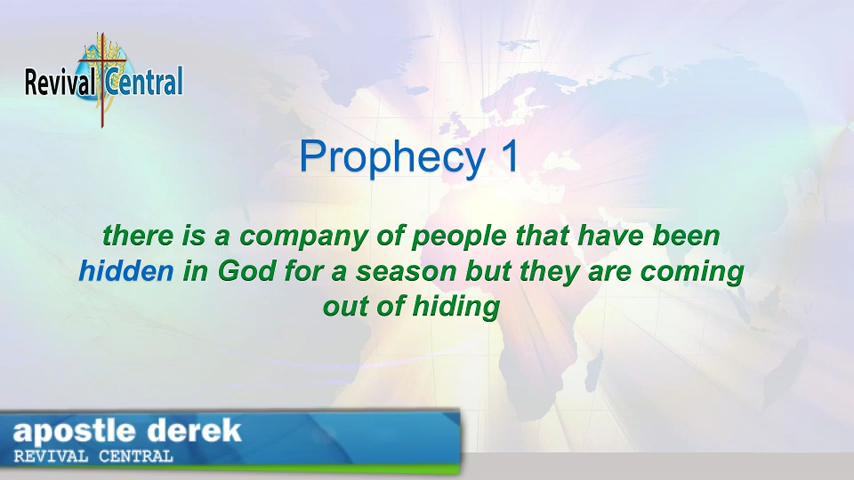 Revival Central
Prophecy 1
there is a company of people that have been
hidden in God for a season but they are coming
out of hiding
apostle derek
REVIVAL CENTRAL